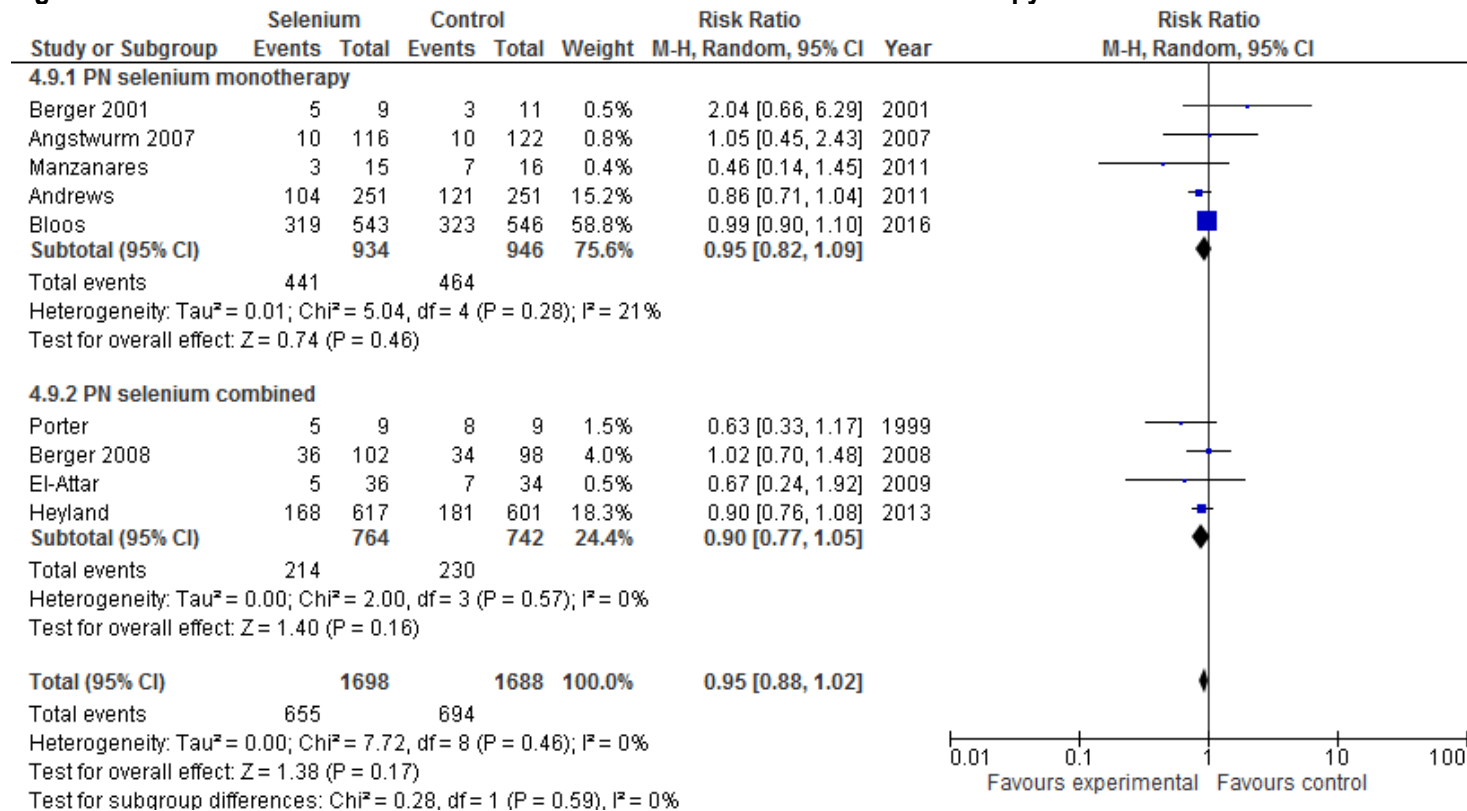 Selenium Control Risk Ratio Risk Ratio
Study or Subgroup Events Total Events Total Weight M-H, Random, 95% CI Year M-H, Random, 95% CI
4.9.1 PN selenium monotherapy
Berger 2001 5 9 3 11 0.5% 2.04 [0.66, 6.29] 2001
Angstwurm 2007 10 116 10 122 0.8% 1.05 [0.45, 2.43] 2007
Manzanares 3 15 7 16 0.4% 0.46 [0.14, 1.45] 2011
Andrews 104 251 121 251 15.2% 0.86 [0.71, 1.04] 2011
Bloos 319 543 323 546 58.8% 0.99 [0.90, 1.10] 2016
Subtotal (95% CI) 934 946 75.6% 0.95 [0.82, 1.09]
Total events 441 464
Heterogeneity: Tau² = 0.01; Chi² = 5.04, df = 4 (P = 0.28); I² = 21%
Test for overall effect: Z = 0.74 (P = 0.46)
4.9.2 PN selenium combined
Porter 5 9 8 9 1.5% 0.63 [0.33, 1.17] 1999
Berger 2008 36 102 34 98 4.0% 1.02 [0.70, 1.48] 2008
El-Attar 5 36 7 34 0.5% 0.67 [0.24, 1.92] 2009
Heyland 168 617 181 601 18.3% 0.90 [0.76, 1.08] 2013
Subtotal (95% CI) 764 742 24.4% 0.90 [0.77, 1.05]
Total events 214 230
Heterogeneity: Tau² = 0.00; Chi² = 2.00, df = 3 (P = 0.57); I² = 0%
Test for overall effect: Z = 1.40 (P = 0.16)
Total (95% CI) 1698 1688 100.0% 0.95 [0.88, 1.02]
Total events 655 694
Heterogeneity: Tau² = 0.00; Chi² = 7.72, df = 8 (P = 0.46); I² = 0%
Test for overall effect: Z = 1.38 (P = 0.17)
Test for subgroup differences: Chi² = 0.28, df = 1 (P = 0.59), I² = 0%
0.01 0.1 1 10 100
Favours experimental Favours control